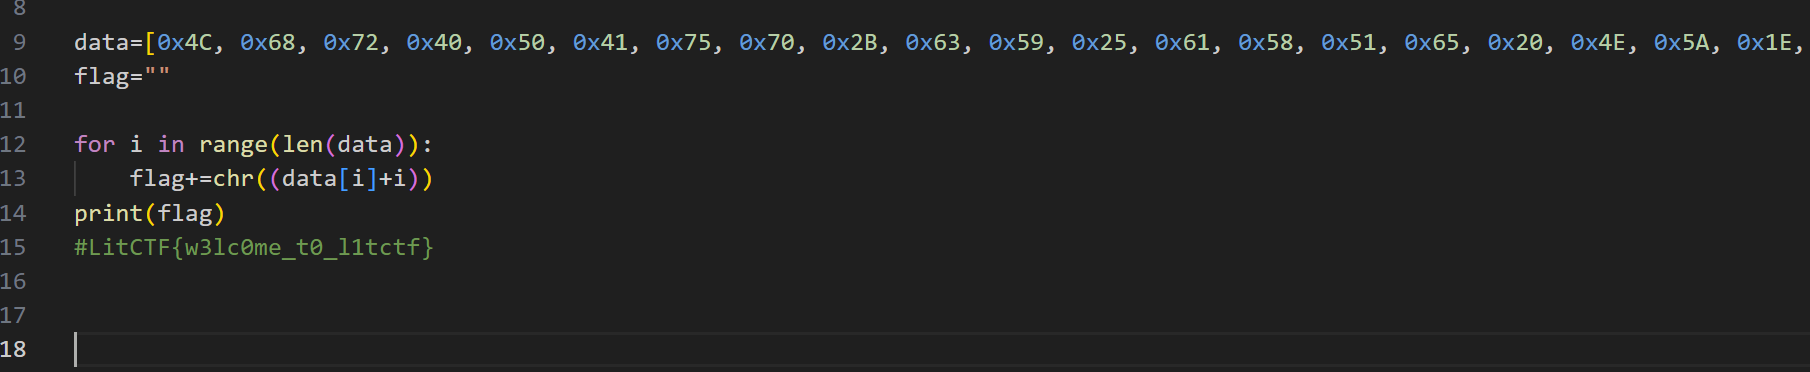 8
9 data=[0x4C, 0x68, 0x72, 0x40, 0x50, 0x41, 0x75, 0x70, 0x2B, 0x63, 0x59, 0x25, 0x61, 0x58, 0x51, 0x65, 0x20, 0x4E, 0x5A, 0x1E,
10 flag=""
11
12 for i in range(len(data)):
13     flag+=chr((data[i]+i))
14 print(flag)
15 #LitCTF{w3lc0me_t0_l1tctf}
16
17
18